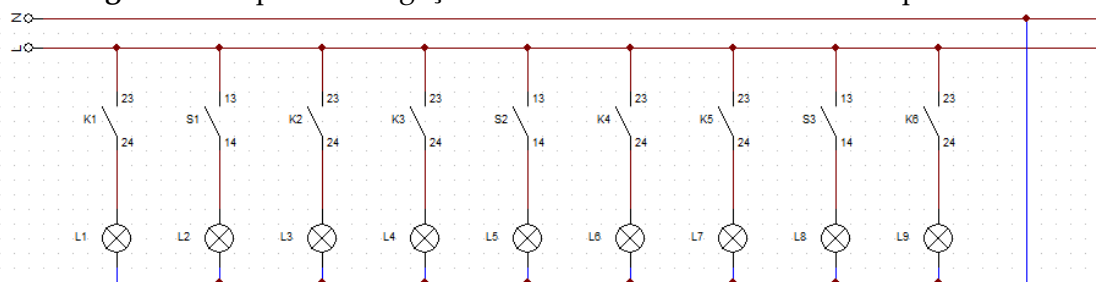 N
L
23 13 23 23 13 23 23 13 23
K1 S1 K2 K3 S2 K4 K5 S3 K6
24 14 24 24 14 24 24 14 24
L1 L2 L3 L4 L5 L6 L7 L8 L9